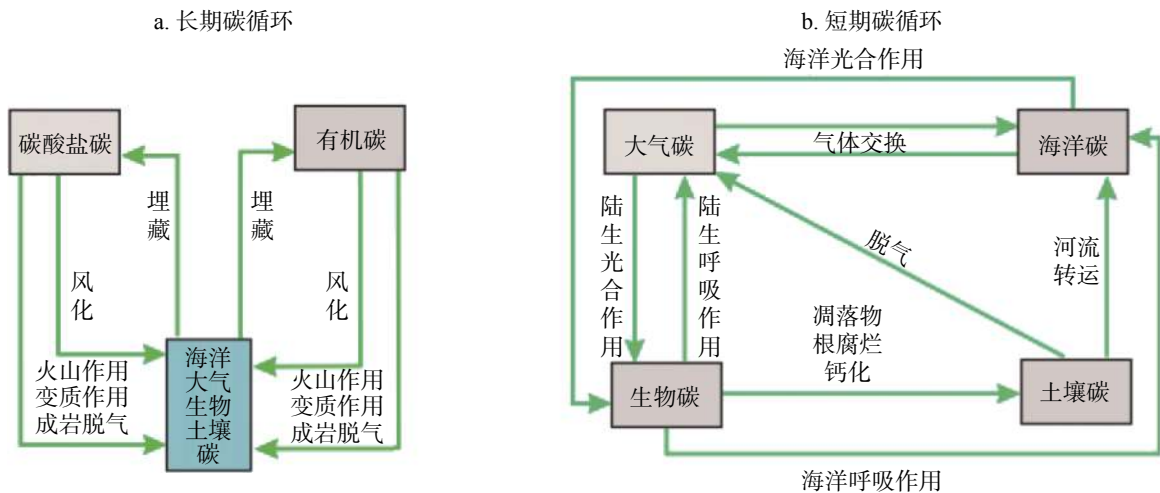 a. 长期碳循环
碳酸盐碳
有机碳
埋藏
埋藏
风化
风化
火山作用
变质作用
成岩脱气
海洋
大气
生物
土壤
碳
火山作用
变质作用
成岩脱气
b. 短期碳循环
海洋光合作用
大气碳
气体交换
海洋碳
陆生光合作用
陆生呼吸作用
脱气
河流
转运
凋落物
根腐烂
钙化
生物碳
土壤碳
海洋呼吸作用